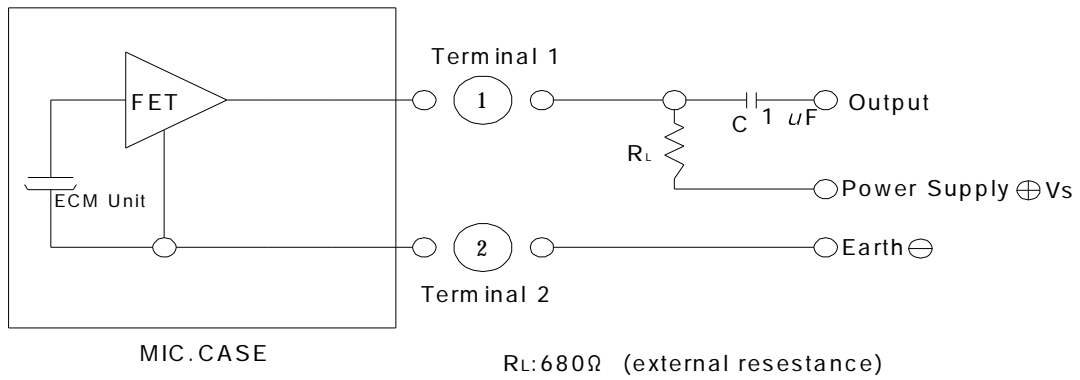 Terminal 1
FET
1
Output
C 1 uF
RL
ECM Unit
Power Supply ⊕ Vs
2
Earth ⊖
Terminal 2
MIC.CASE
RL:680Ω (external resestance)